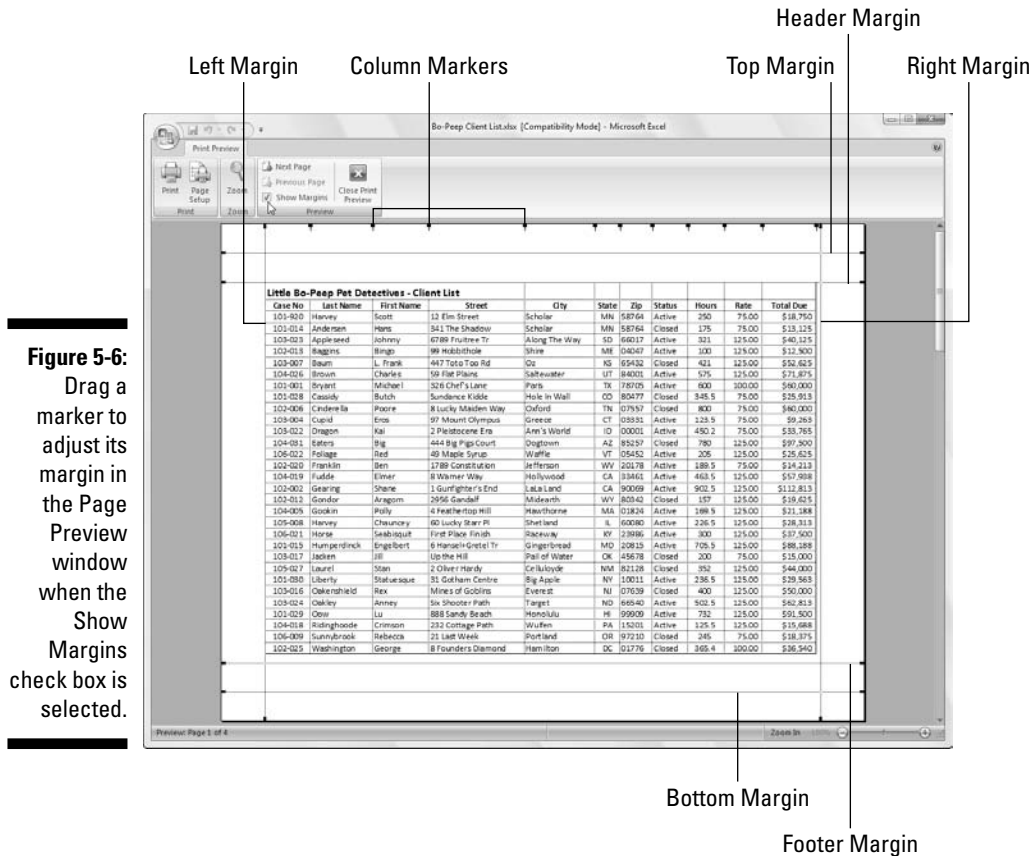 Header Margin
Left Margin Column Markers Top Margin Right Margin
Bo-Peep Client List.xlsx [Compatibility Mode] - Microsoft Excel
Print Preview
Print Page Setup Zoom Next Page Previous Page Show Margins Close Print Preview
Print Zoom Preview
Little Bo-Peep Pet Detectives - Client List
Case No Last Name First Name Street City State Zip Status Hours Rate Total Due
101-920 Harvey Scott 12 Elm Street Scholar MN 58764 Active 250 75.00 $18,750
101-014 Andersen Hans 341 The Shadow Scholar MN 58764 Closed 175 75.00 $13,125
103-023 Appleseed Johnny 6789 Fruitree Tr Along The Way SD 66017 Active 321 125.00 $40,125
102-013 Baggins Bingo 99 Hobbithole Shire ME 04047 Active 100 125.00 $12,500
103-007 Baum L. Frank 447 Toto Too Rd Oz KS 65432 Closed 421 125.00 $52,625
104-026 Brown Charles 59 Flat Plains Saltewater UT 84001 Active 575 125.00 $71,875
101-001 Bryant Michael 326 Chef's Lane Paris TX 78705 Active 600 100.00 $60,000
101-028 Cassidy Butch Sundance Kidde Hole In Wall CO 80477 Closed 345.5 75.00 $25,913
102-006 Cinderella Poore 8 Lucky Maiden Way Oxford TN 07557 Closed 800 75.00 $60,000
103-004 Cupid Eros 97 Mount Olympus Greece CT 03331 Active 123.5 75.00 $9,263
103-022 Dragon Kai 2 Pleistocene Era Ann's World ID 00001 Active 450.2 75.00 $33,765
104-031 Eaters Big 444 Big Pigs Court Dogtown AZ 85257 Closed 780 125.00 $97,500
106-022 Foliage Red 49 Maple Syrup Waffle VT 05452 Active 205 125.00 $25,625
102-020 Franklin Ben 1789 Constitution Jefferson WV 20178 Active 189.5 75.00 $14,213
104-019 Fudde Elmer 8 Warner Way Hollywood CA 33461 Active 463.5 125.00 $57,938
102-002 Gearing Shane 1 Gunfighter's End LaLa Land CA 90069 Active 902.5 125.00 $112,813
102-012 Gondor Aragorn 2956 Gandalf Midearth WY 80342 Closed 157 125.00 $19,625
104-005 Gookin Polly 4 Feathertop Hill Hawthorne MA 01824 Active 169.5 125.00 $21,188
105-008 Harvey Chauncey 60 Lucky Starr Pl Shetland IL 60080 Active 226.5 125.00 $28,313
106-021 Horse Seabisquit First Place Finish Raceway KY 23986 Active 300 125.00 $37,500
101-015 Humperdinck Engelbert 6 Hansel+Gretel Tr Gingerbread MD 20815 Active 705.5 125.00 $88,188
103-017 Jacken Jill Up the Hill Pail of Water OK 45678 Closed 200 75.00 $15,000
105-027 Laurel Stan 2 Oliver Hardy Celluloyde NM 82128 Closed 352 125.00 $44,000
101-030 Liberty Statuesque 31 Gotham Centre Big Apple NY 10011 Active 236.5 125.00 $29,563
103-016 Oakenshield Rex Mines of Goblins Everest NJ 07639 Closed 400 125.00 $50,000
103-024 Oakley Anney Six Shooter Path Target ND 66540 Active 502.5 125.00 $62,813
101-029 Oow Lu 888 Sandy Beach Honolulu HI 99909 Active 732 125.00 $91,500
104-018 Ridinghoode Crimson 232 Cottage Path Wulfen PA 15201 Active 125.5 125.00 $15,688
106-009 Sunnybrook Rebecca 21 Last Week Portland OR 97210 Closed 245 75.00 $18,375
102-025 Washington George 8 Founders Diamond Hamilton DC 01776 Closed 365.4 100.00 $36,540
Preview: Page 1 of 4 Zoom In 100%
Figure 5-6:
Drag a
marker to
adjust its
margin in
the Page
Preview
window
when the
Show
Margins
check box is
selected.
Bottom Margin
Footer Margin